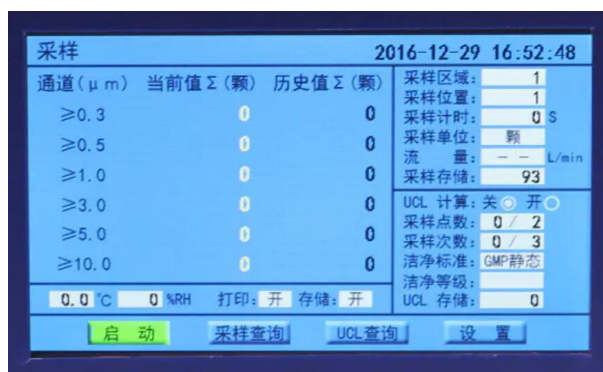 采样 2016-12-29 16:52:48
通道(μm) 当前值Σ(颗) 历史值Σ(颗)
≥0.3 0 0
≥0.5 0 0
≥1.0 0 0
≥3.0 0 0
≥5.0 0 0
≥10.0 0 0
0.0 ℃ 0 %RH 打印: 开 存储: 开
采样区域: 1
采样位置: 1
采样计时: 0 S
采样单位: 颗
流 量: - - L/min
采样存储: 93
UCL 计算: 关 开
采样点数: 0 / 2
采样次数: 0 / 3
洁净标准: GMP静态
洁净等级:
UCL 存储: 0
启 动 采样查询 UCL查询 设 置